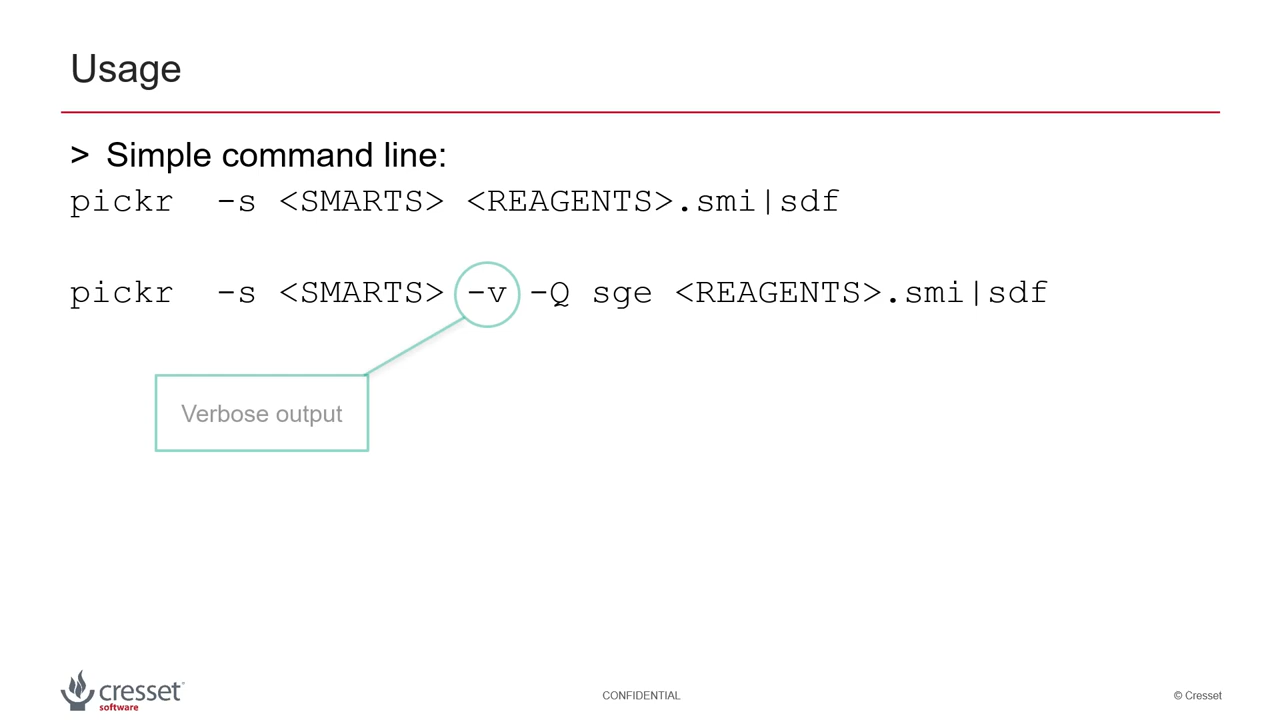 Usage
> Simple command line:
pickr -s <SMARTS> <REAGENTS>.smi|sdf
pickr -s <SMARTS> -v -Q sge <REAGENTS>.smi|sdf
Verbose output
cresset
software
CONFIDENTIAL
© Cresset